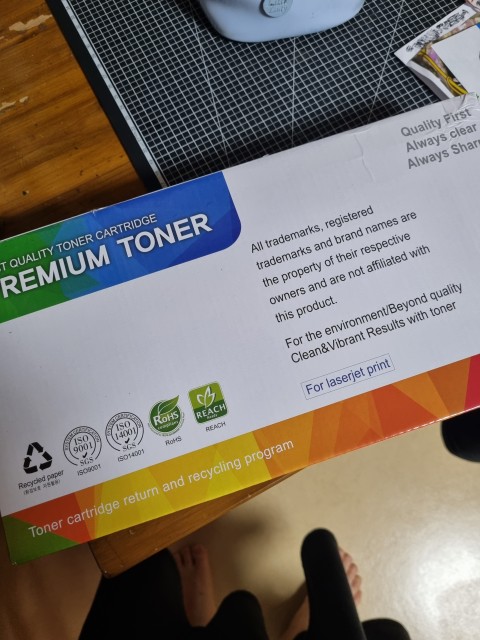 Quality First
Always clear
Always Shar
T QUALITY TONER CARTRIDGE
REMIUM TONER
All trademarks, registered
trademarks and brand names are
the property of their respective
owners and are not affiliated with
this product.
For the environment/Beyond quality
Clean&Vibrant Results with toner
For laserjet print
ISO
9001
SGS
ISO
14001
SGS
RoHS
compliant
REACH
Recycled paper
ISO9001
ISO14001
RoHS
REACH
Toner cartridge return and recycling program